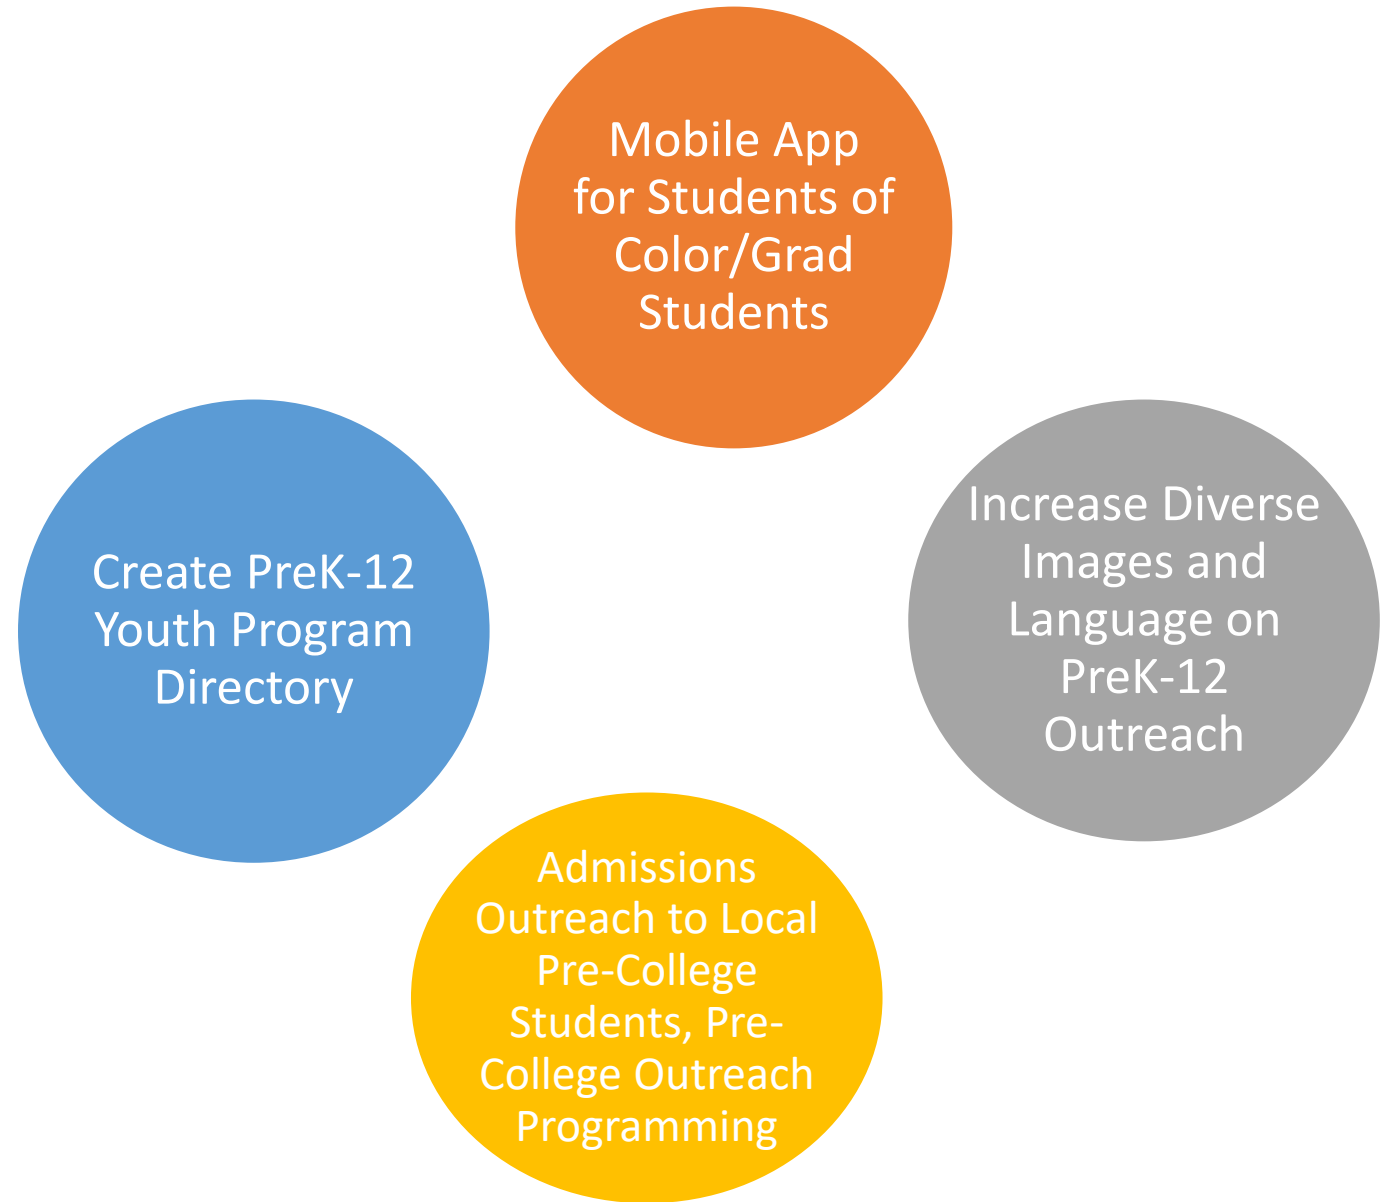 Mobile App
for Students of
Color/Grad
Students
Create PreK-12
Youth Program
Directory
Increase Diverse
Images and
Language on
PreK-12
Outreach
Admissions
Outreach to Local
Pre-College
Students, Pre-
College Outreach
Programming